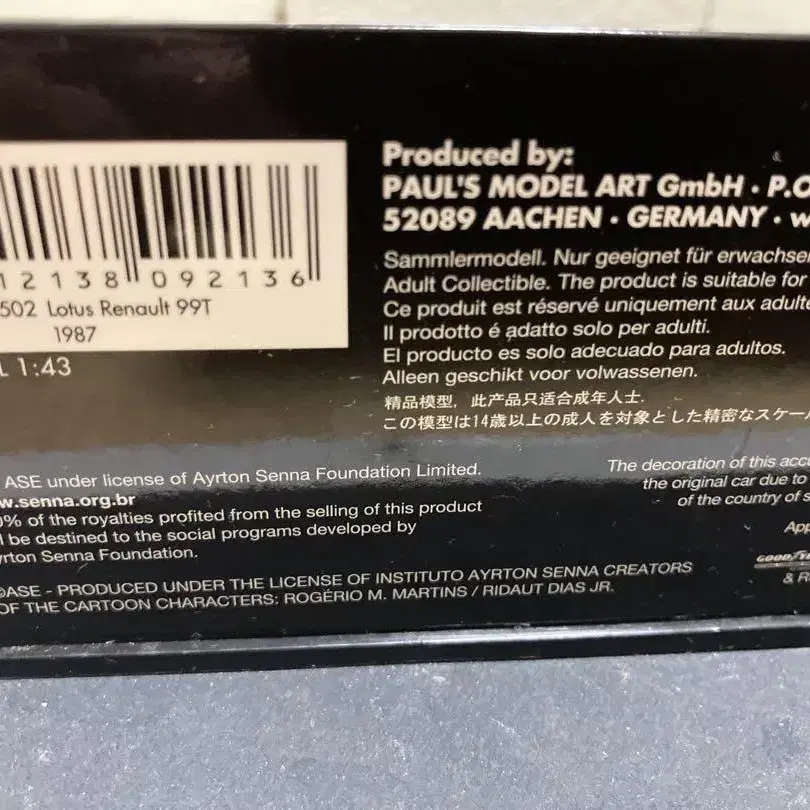 12138 092136
502 Lotus Renault 99T
1987
1:43
Produced by:
PAUL'S MODEL ART GmbH · P.O
52089 AACHEN · GERMANY · w
Sammlermodell. Nur geeignet für erwachse
Adult Collectible. The product is suitable for
Ce produit est réservé uniquement aux adulte
Il prodotto é adatto solo per adulti.
El producto es solo adecuado para adultos.
Alleen geschikt voor volwassenen.
精品模型，此产品只适合成年人士.
この模型は14歳以上の成人を対象とした精密なスケール
ASE under license of Ayrton Senna Foundation Limited.
w.senna.org.br
0% of the royalties profited from the selling of this product
l be destined to the social programs developed by
yrton Senna Foundation.
©ASE - PRODUCED UNDER THE LICENSE OF INSTITUTO AYRTON SENNA CREATORS
OF THE CARTOON CHARACTERS: ROGÉRIO M. MARTINS / RIDAUT DIAS JR.
The decoration of this accu
the original car due to
of the country of s
App
& R